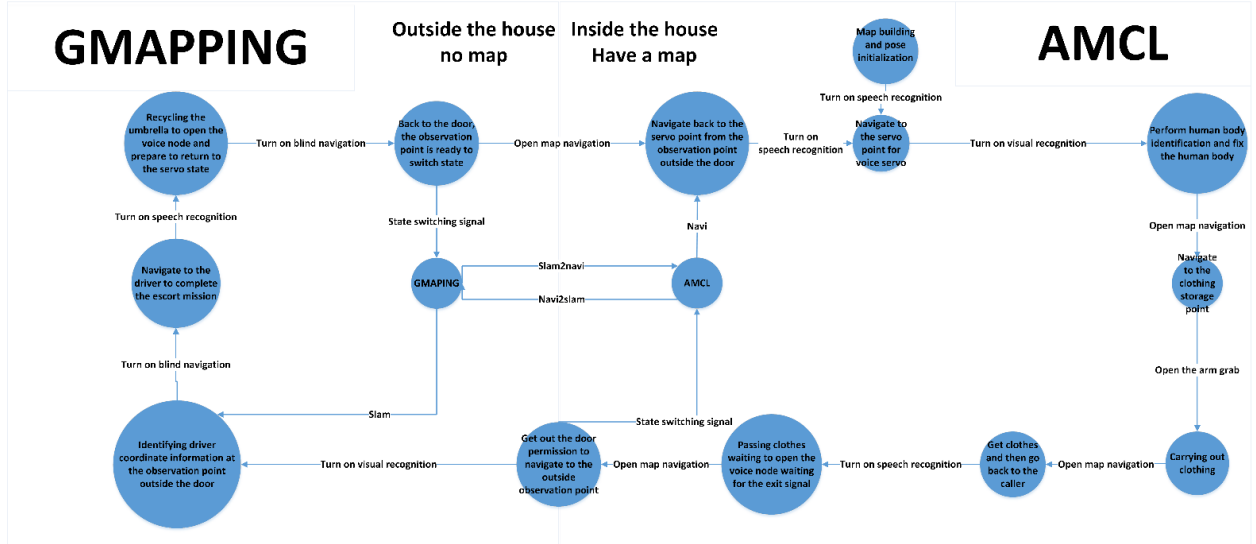 GMAPPING
Outside the house
no map
Inside the house
Have a map
AMCL
Map building
and pose
initialization
Turn on speech recognition
Recycling the
umbrella to open the
voice node and
prepare to return to
the servo state
Turn on blind navigation
Back to the door,
the observation
point is ready to
switch state
Open map navigation
Navigate back to the
servo point from the
observation point
outside the door
Turn on
speech recognition
Navigate to
the servo
point for
voice servo
Turn on visual recognition
Perform human body
identification and fix
the human body
Turn on speech recognition
State switching signal
Navi
Open map navigation
Navigate to the
driver to complete
the escort mission
GMAPING
Slam2navi
Navi2slam
AMCL
Navigate
to the
clothing
storage
point
Turn on blind navigation
Open the arm grab
Slam
State switching signal
Identifying driver
coordinate information at
the observation point
outside the door
Turn on visual recognition
Get out the door
permission to
navigate to the
outside
observation point
Open map navigation
Passing clothes
waiting to open the
voice node waiting
for the exit signal
Turn on speech recognition
Get clothes
and then go
back to the
caller
Open map navigation
Carrying out
clothing